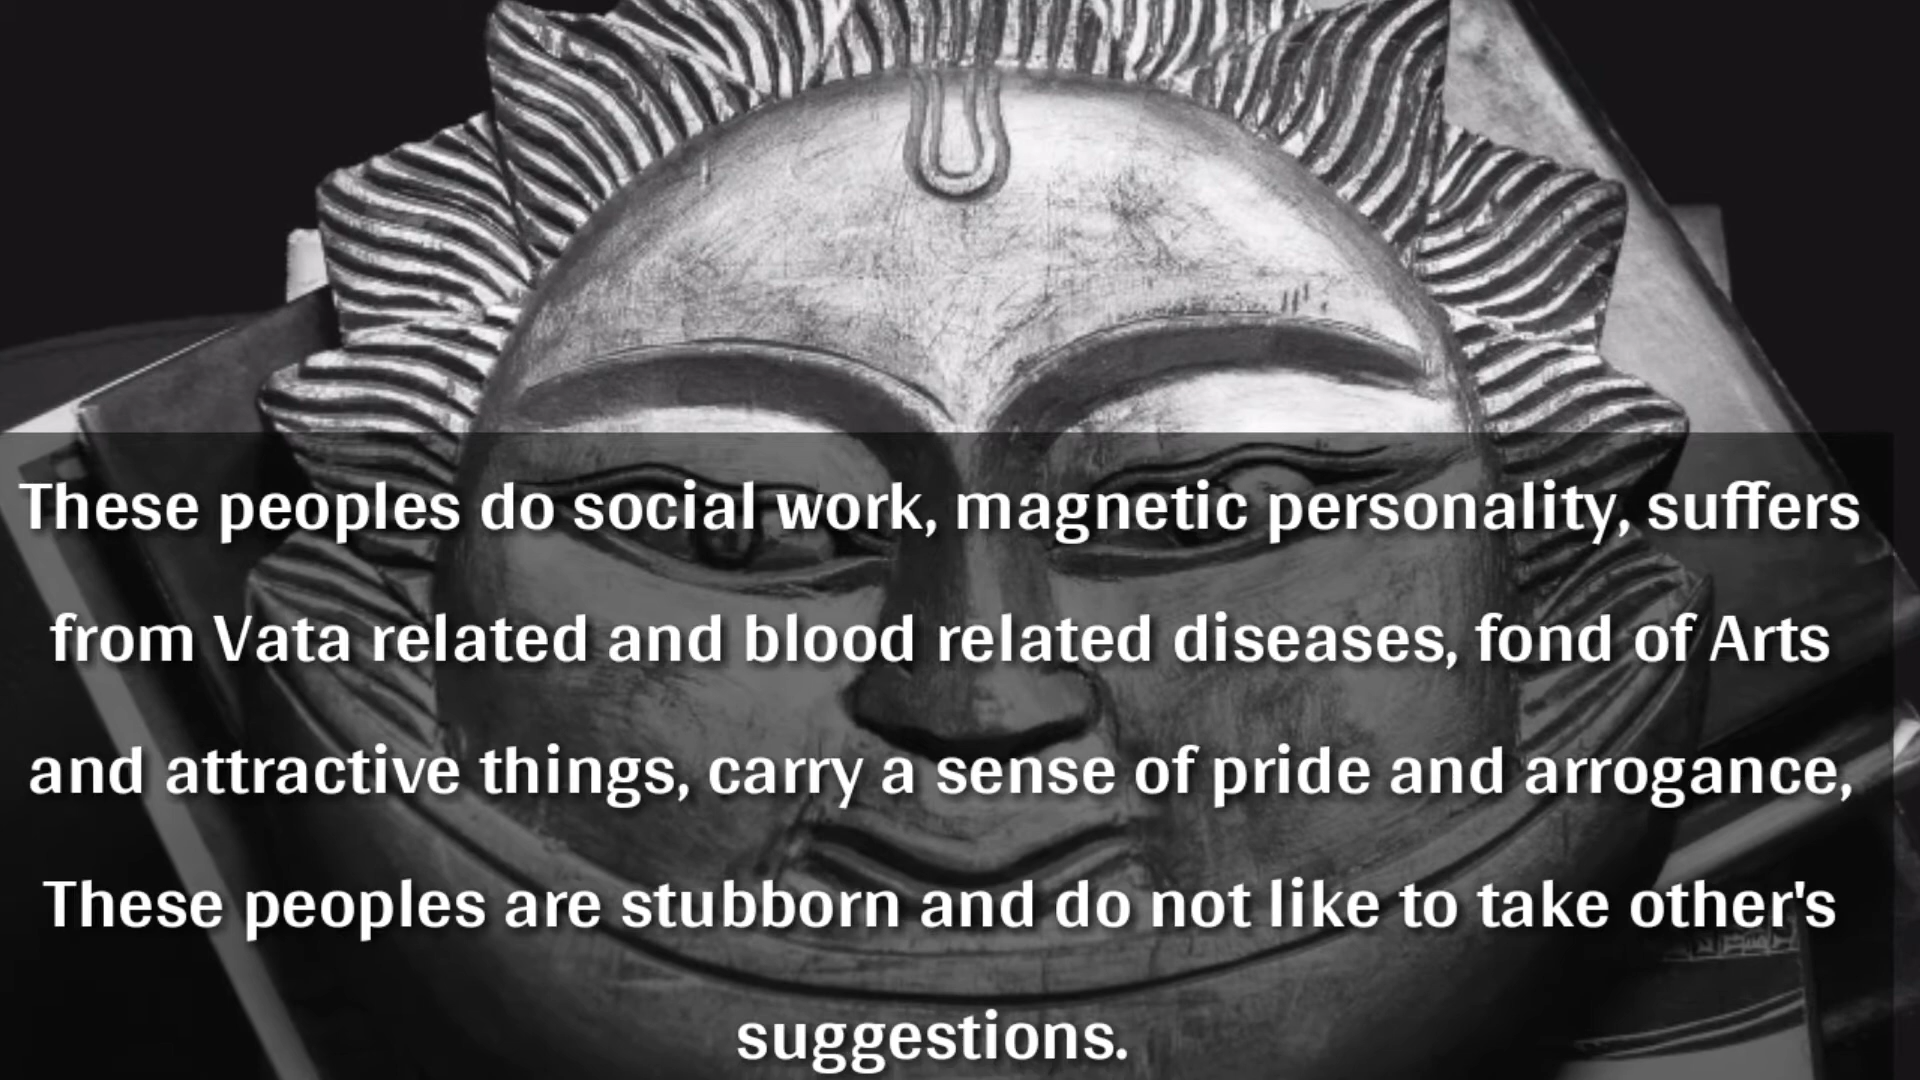 These peoples do social work, magnetic personality, suffers
from Vata related and blood related diseases, fond of Arts
and attractive things, carry a sense of pride and arrogance,
These peoples are stubborn and do not like to take other's
suggestions.